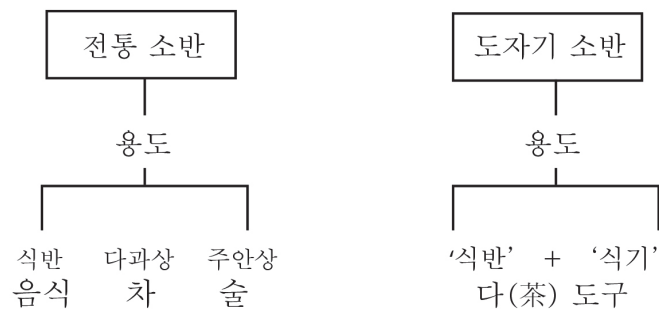 전통 소반
용도
식반 다과상 주안상
음식 차 술
도자기 소반
용도
‘식반’ + ‘식기’
다(茶) 도구